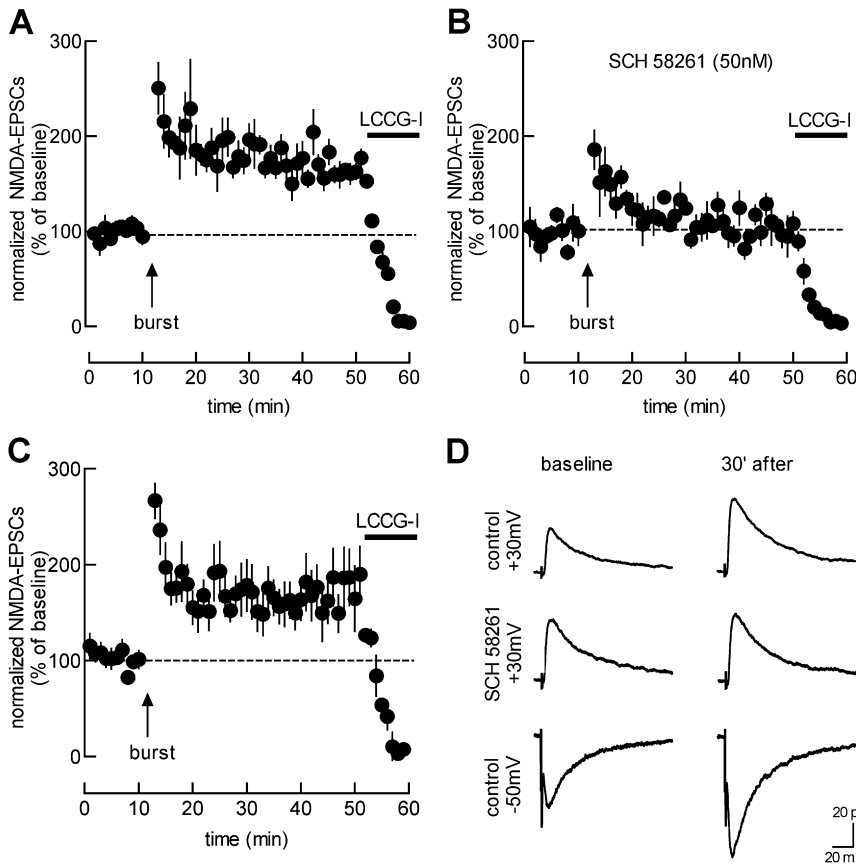 A
300
200
100
0
normalized NMDA-EPSCs
(% of baseline)
LCCG-I
burst
0 10 20 30 40 50 60
time (min)
B
300
200
100
0
normalized NMDA-EPSCs
(% of baseline)
SCH 58261 (50nM)
LCCG-I
burst
0 10 20 30 40 50 60
time (min)
C
300
200
100
0
normalized NMDA-EPSCs
(% of baseline)
LCCG-I
burst
0 10 20 30 40 50 60
time (min)
D
baseline 30' after
control
+30mV
SCH 58261
+30mV
control
-50mV
20 p
20 m